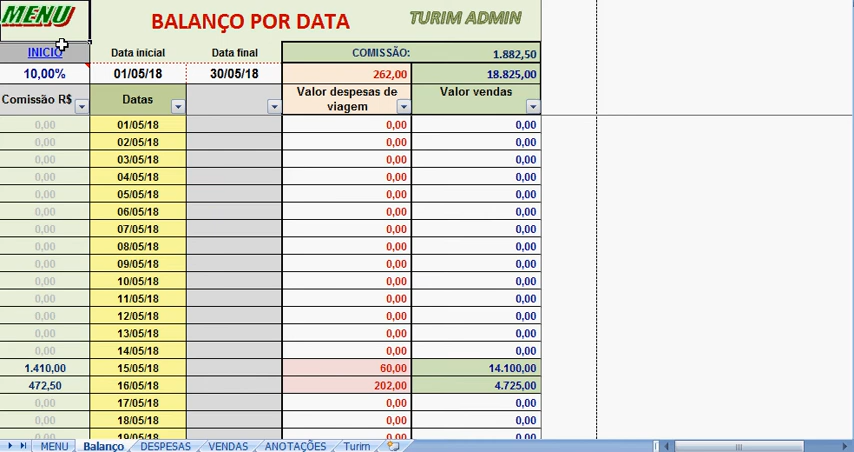 MENU BALANÇO POR DATA TURIM ADMIN
INICIO Data inicial Data final COMISSÃO: 1.882,50
10,00% 01/05/18 30/05/18 262,00 18.825,00
Comissão R$ Datas Valor despesas de viagem Valor vendas
0,00 01/05/18 0,00 0,00
0,00 02/05/18 0,00 0,00
0,00 03/05/18 0,00 0,00
0,00 04/05/18 0,00 0,00
0,00 05/05/18 0,00 0,00
0,00 06/05/18 0,00 0,00
0,00 07/05/18 0,00 0,00
0,00 08/05/18 0,00 0,00
0,00 09/05/18 0,00 0,00
0,00 10/05/18 0,00 0,00
0,00 11/05/18 0,00 0,00
0,00 12/05/18 0,00 0,00
0,00 13/05/18 0,00 0,00
0,00 14/05/18 0,00 0,00
1.410,00 15/05/18 60,00 14.100,00
472,50 16/05/18 202,00 4.725,00
0,00 17/05/18 0,00 0,00
0,00 18/05/18 0,00 0,00
0,00 19/05/18 0,00 0,00
MENU Balanço DESPESAS VENDAS ANOTAÇÕES Turim